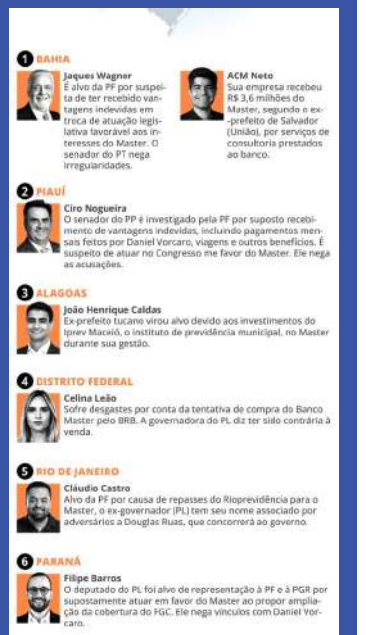 1 BAHIA
Jaques Wagner
É alvo da PF por suspei-
ta de ter recebido van-
tagens indevidas em
troca de atuação legis-
lativa favorável aos in-
teresses do Master. O
senador do PT nega
irregularidades.
ACM Neto
Sua empresa recebeu
R$ 3,6 milhões do
Master, segundo o ex-
-prefeito de Salvador
(União), por serviços de
consultoria prestados
ao banco.
2 PIAUÍ
Ciro Nogueira
O senador do PP é investigado pela PF por suposto recebi-
mento de vantagens indevidas, incluindo pagamentos men-
sais feitos por Daniel Vorcaro, viagens e outros benefícios. É
suspeito de atuar no Congresso me favor do Master. Ele nega
as acusações.
3 ALAGOAS
João Henrique Caldas
Ex-prefeito tucano virou alvo devido aos investimentos do
Iprev Maceió, o instituto de previdência municipal, no Master
durante sua gestão.
4 DISTRITO FEDERAL
Celina Leão
Sofre desgastes por conta da tentativa de compra do Banco
Master pelo BRB. A governadora do PL diz ter sido contrária à
venda.
5 RIO DE JANEIRO
Cláudio Castro
Alvo da PF por causa de repasses do Rioprevidência para o
Master, o ex-governador (PL) tem seu nome associado por
adversários a Douglas Ruas, que concorrerá ao governo.
6 PARANÁ
Filipe Barros
O deputado do PL foi alvo de representação à PF e à PGR por
supostamente atuar em favor do Master ao propor amplia-
ção da cobertura do FGC. Ele nega vínculos com Daniel Vor-
caro.